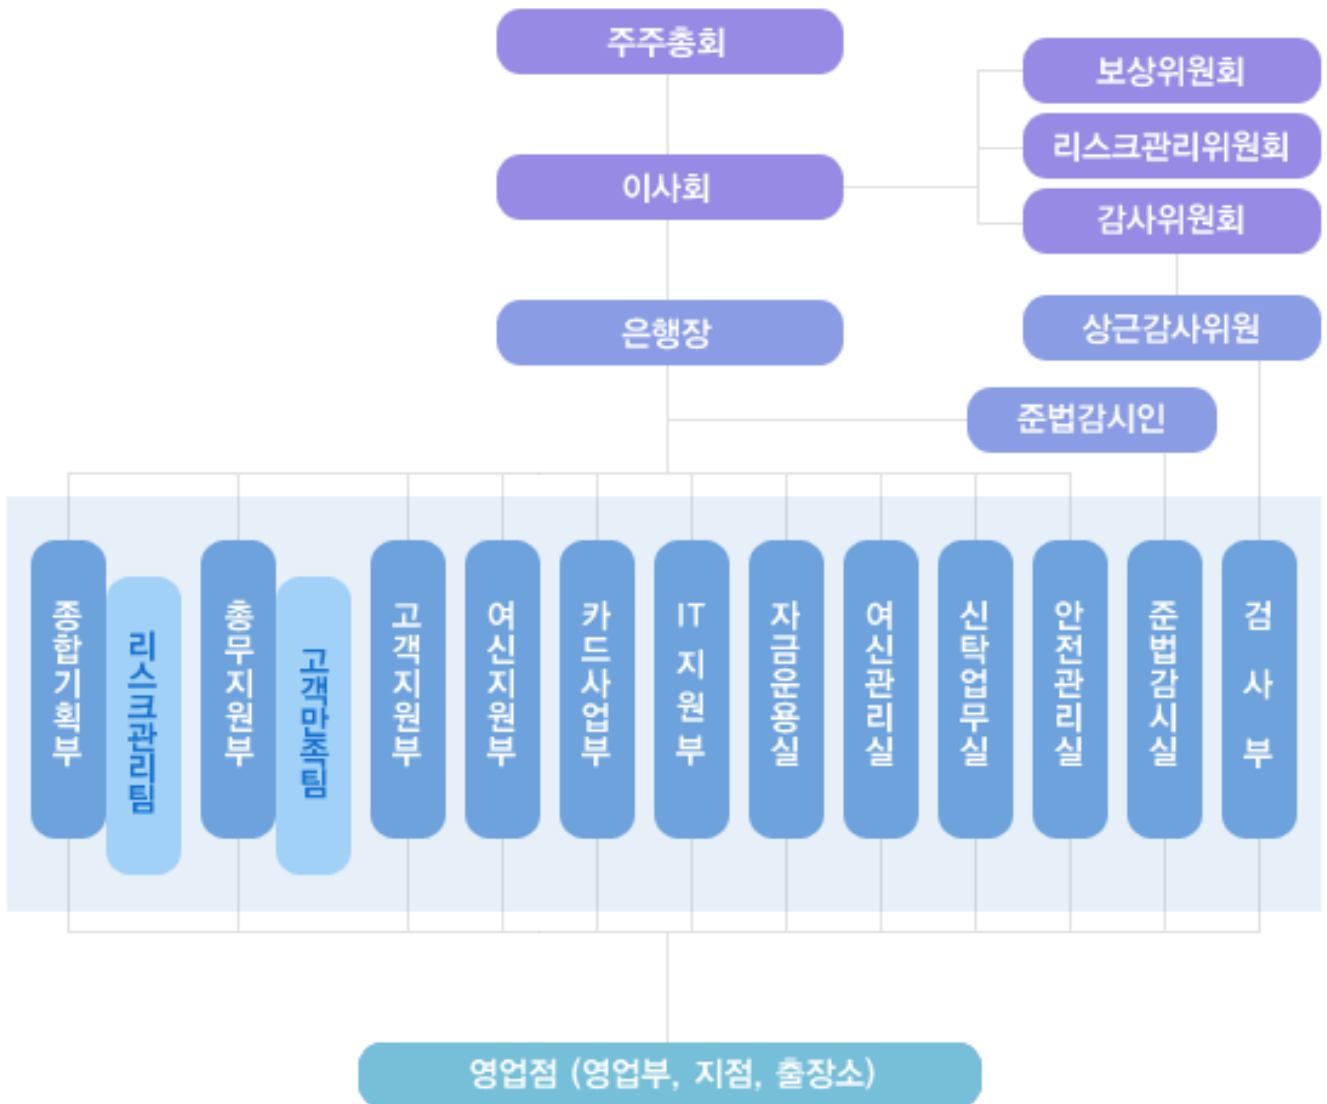 주주총회
보상위원회
리스크관리위원회
이사회
감사위원회
은행장
상근감사위원
준법감시인
종합기획부
리스크관리팀
총무지원부
고객만족팀
고객지원부
여신지원부
카드사업부
IT지원부
자금운용실
여신관리실
신탁업무실
안전관리실
준법감시실
검사부
영업점 (영업부, 지점, 출장소)